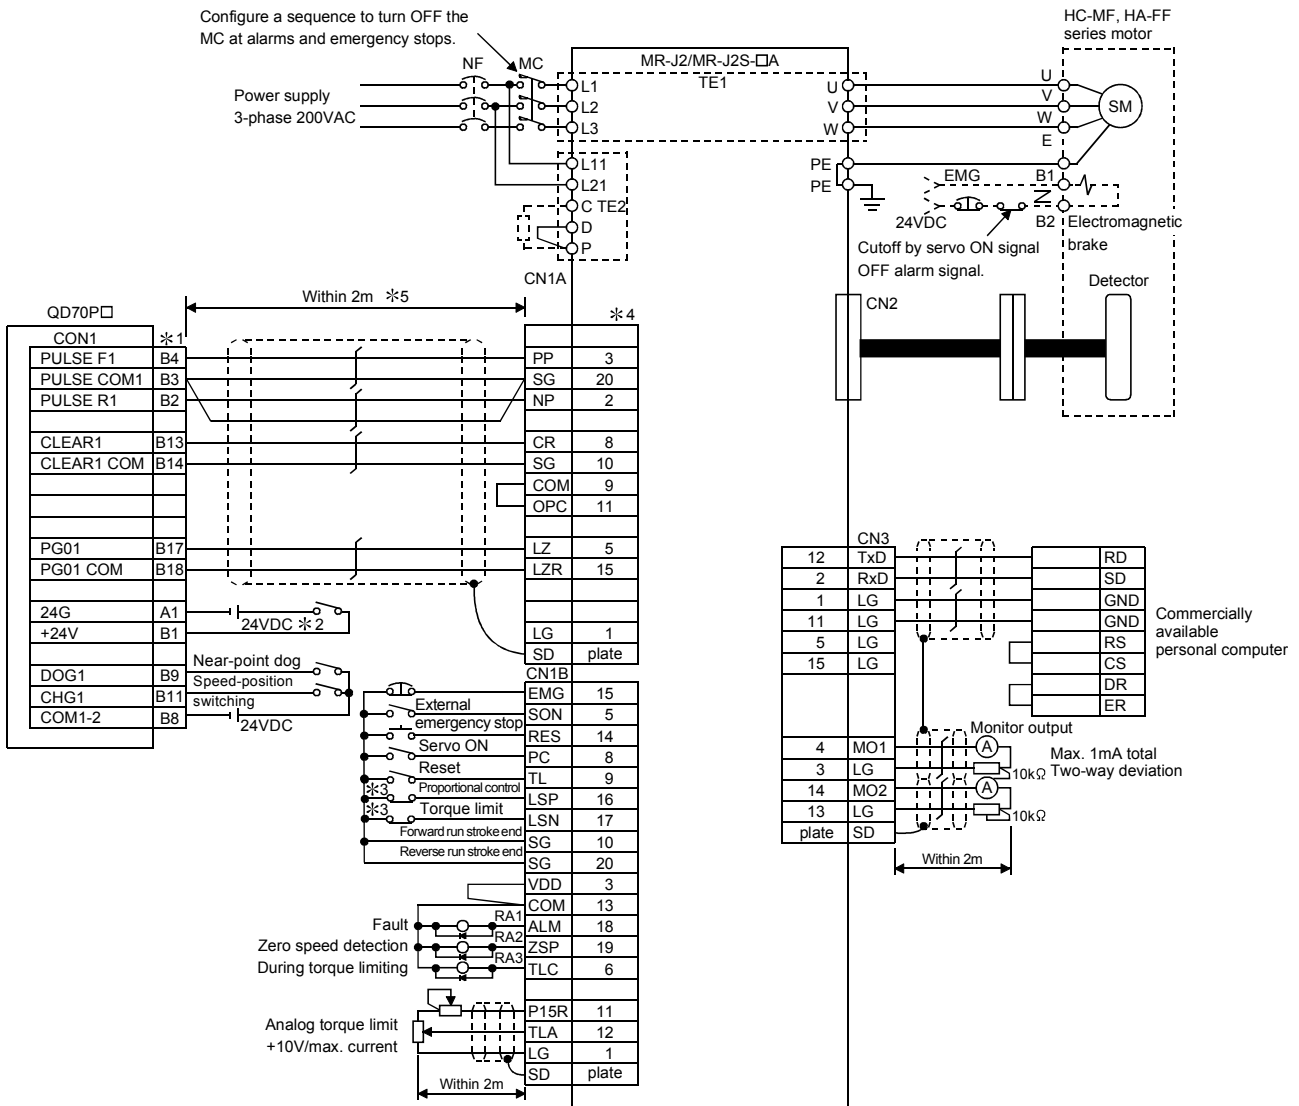 Configure a sequence to turn OFF the
MC at alarms and emergency stops.
HC-MF, HA-FF
series motor
NF
MC
MR-J2/MR-J2S-□A
TE1
Power supply
3-phase 200VAC
L1
L2
L3
U
V
W
U
V
W
E
SM
L11
L21
C TE2
D
P
PE
PE
EMG
24VDC
B1
B2
Electromagnetic
brake
Cutoff by servo ON signal
OFF alarm signal.
Detector
CN1A
CN2
Within 2m ✻5
✻4
QD70P□
CON1 ✻1
PULSE F1 B4 PP 3
PULSE COM1 B3 SG 20
PULSE R1 B2 NP 2
CLEAR1 B13 CR 8
CLEAR1 COM B14 SG 10
COM 9
OPC 11
PG01 B17 LZ 5
PG01 COM B18 LZR 15
24G A1
24VDC ✻2
+24V B1
LG 1
SD plate
Near-point dog
DOG1 B9
Speed-position
switching
CHG1 B11
COM1-2 B8
24VDC
CN1B
EMG 15
External
emergency stop
SON 5
RES 14
Servo ON
PC 8
Reset
TL 9
✻3 Proportional control
LSP 16
✻3 Torque limit
LSN 17
Forward run stroke end
SG 10
Reverse run stroke end
SG 20
VDD 3
COM 13
Fault RA1 ALM 18
Zero speed detection RA2 ZSP 19
During torque limiting RA3 TLC 6
Analog torque limit
+10V/max. current
P15R 11
TLA 12
LG 1
SD plate
Within 2m
CN3
12 TxD RD
2 RxD SD
1 LG GND
11 LG GND
5 LG RS
15 LG CS
DR
ER
Commercially
available
personal computer
Monitor output
4 MO1 A
3 LG 10kΩ
14 MO2 A
13 LG 10kΩ
plate SD
Max. 1mA total
Two-way deviation
Within 2m